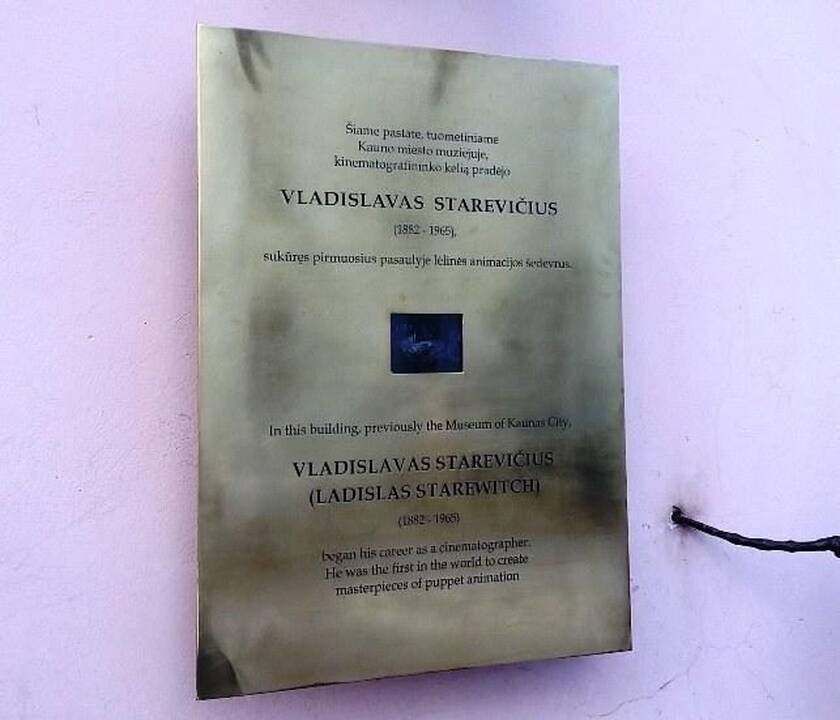 Šiame pastate, tuometiniame
Kauno miesto muziejuje,
kinematografininko kelią pradėjo
VLADISLAVAS STAREVIČIUS
(1882 - 1965),
sukūręs pirmuosius pasaulyje lėlinės animacijos šedevrus.
In this building, previously the Museum of Kaunas City,
VLADISLAVAS STAREVIČIUS
(LADISLAS STAREWITCH)
(1882 - 1965)
began his career as a cinematographer.
He was the first in the world to create
masterpieces of puppet animation